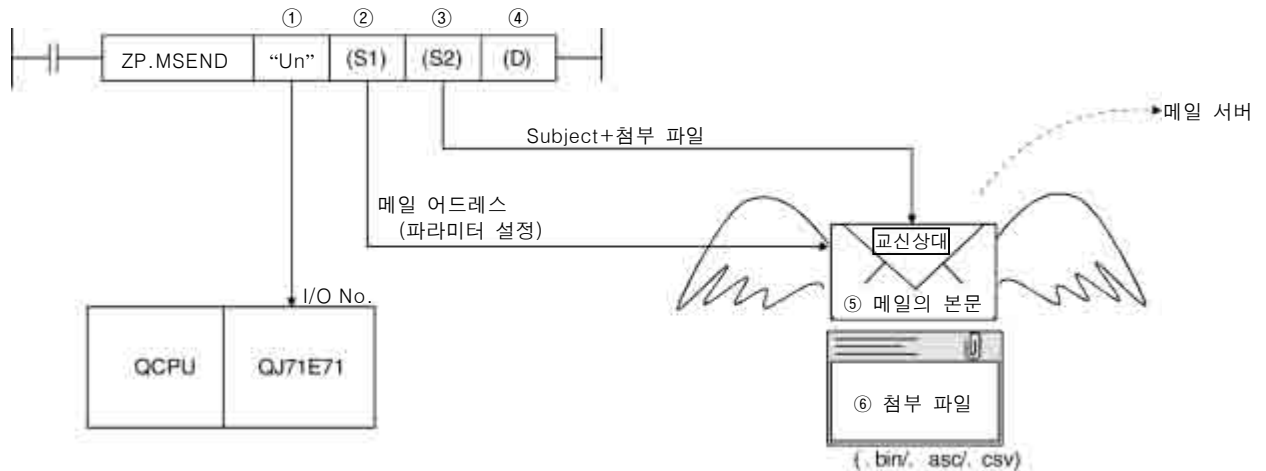 ① ② ③ ④
ZP.MSEND “Un” (S1) (S2) (D)
메일 서버
Subject+첨부 파일
메일 어드레스
(파라미터 설정)
교신상대
⑤ 메일의 본문
I/O No.
QCPU QJ71E71
⑥ 첨부 파일
(. bin/. asc/. csv)